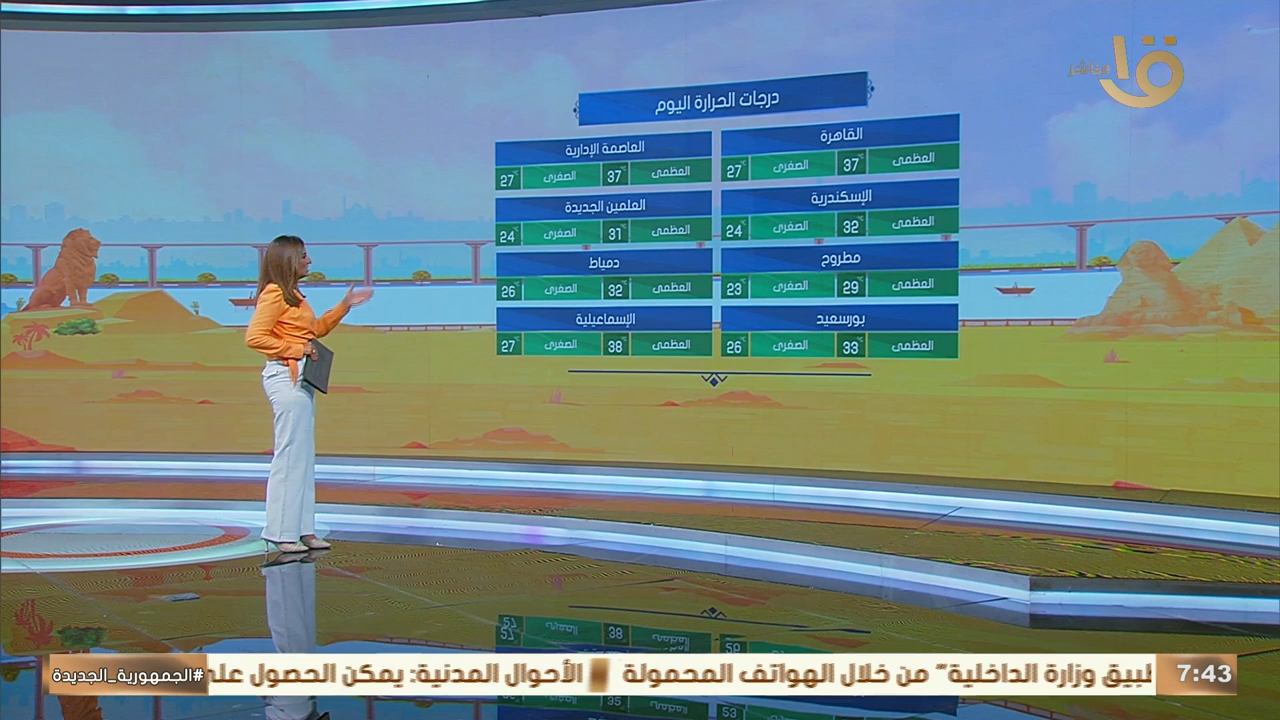 درجات الحرارة اليوم
القاهرة
العظمى 37°c الصغرى 27°c
العاصمة الإدارية
العظمى 37°c الصغرى 27°c
الإسكندرية
العظمى 32°c الصغرى 24°c
العلمين الجديدة
العظمى 31°c الصغرى 24°c
مطروح
العظمى 29°c الصغرى 23°c
دمياط
العظمى 32°c الصغرى 26°c
بورسعيد
العظمى 33°c الصغرى 26°c
الإسماعيلية
العظمى 38°c الصغرى 27°c
7:43
طبيق وزارة الداخلية" من خلال الهواتف المحمولة الأحوال المدنية: يمكن الحصول على
#الجمهورية_الجديدة